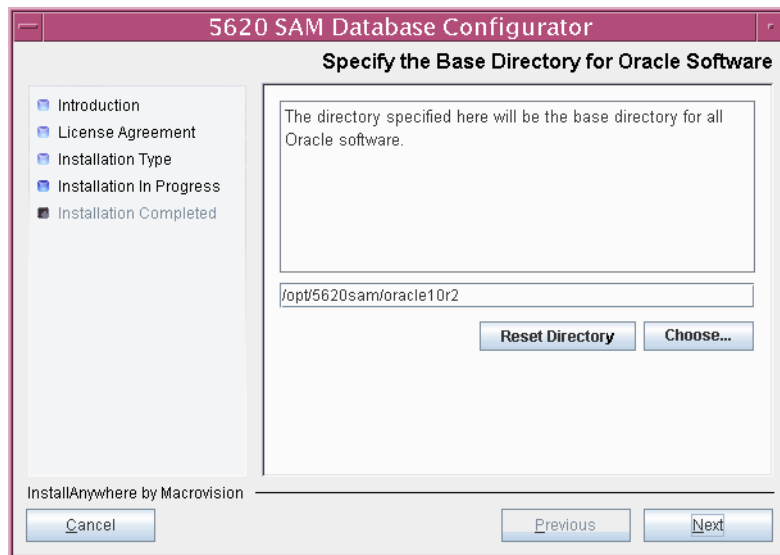 5620 SAM Database Configurator
Specify the Base Directory for Oracle Software
Introduction
License Agreement
Installation Type
Installation In Progress
Installation Completed
The directory specified here will be the base directory for all
Oracle software.
/opt/5620sam/oracle10r2
Reset Directory
Choose...
InstallAnywhere by Macrovision
Cancel
Previous
Next